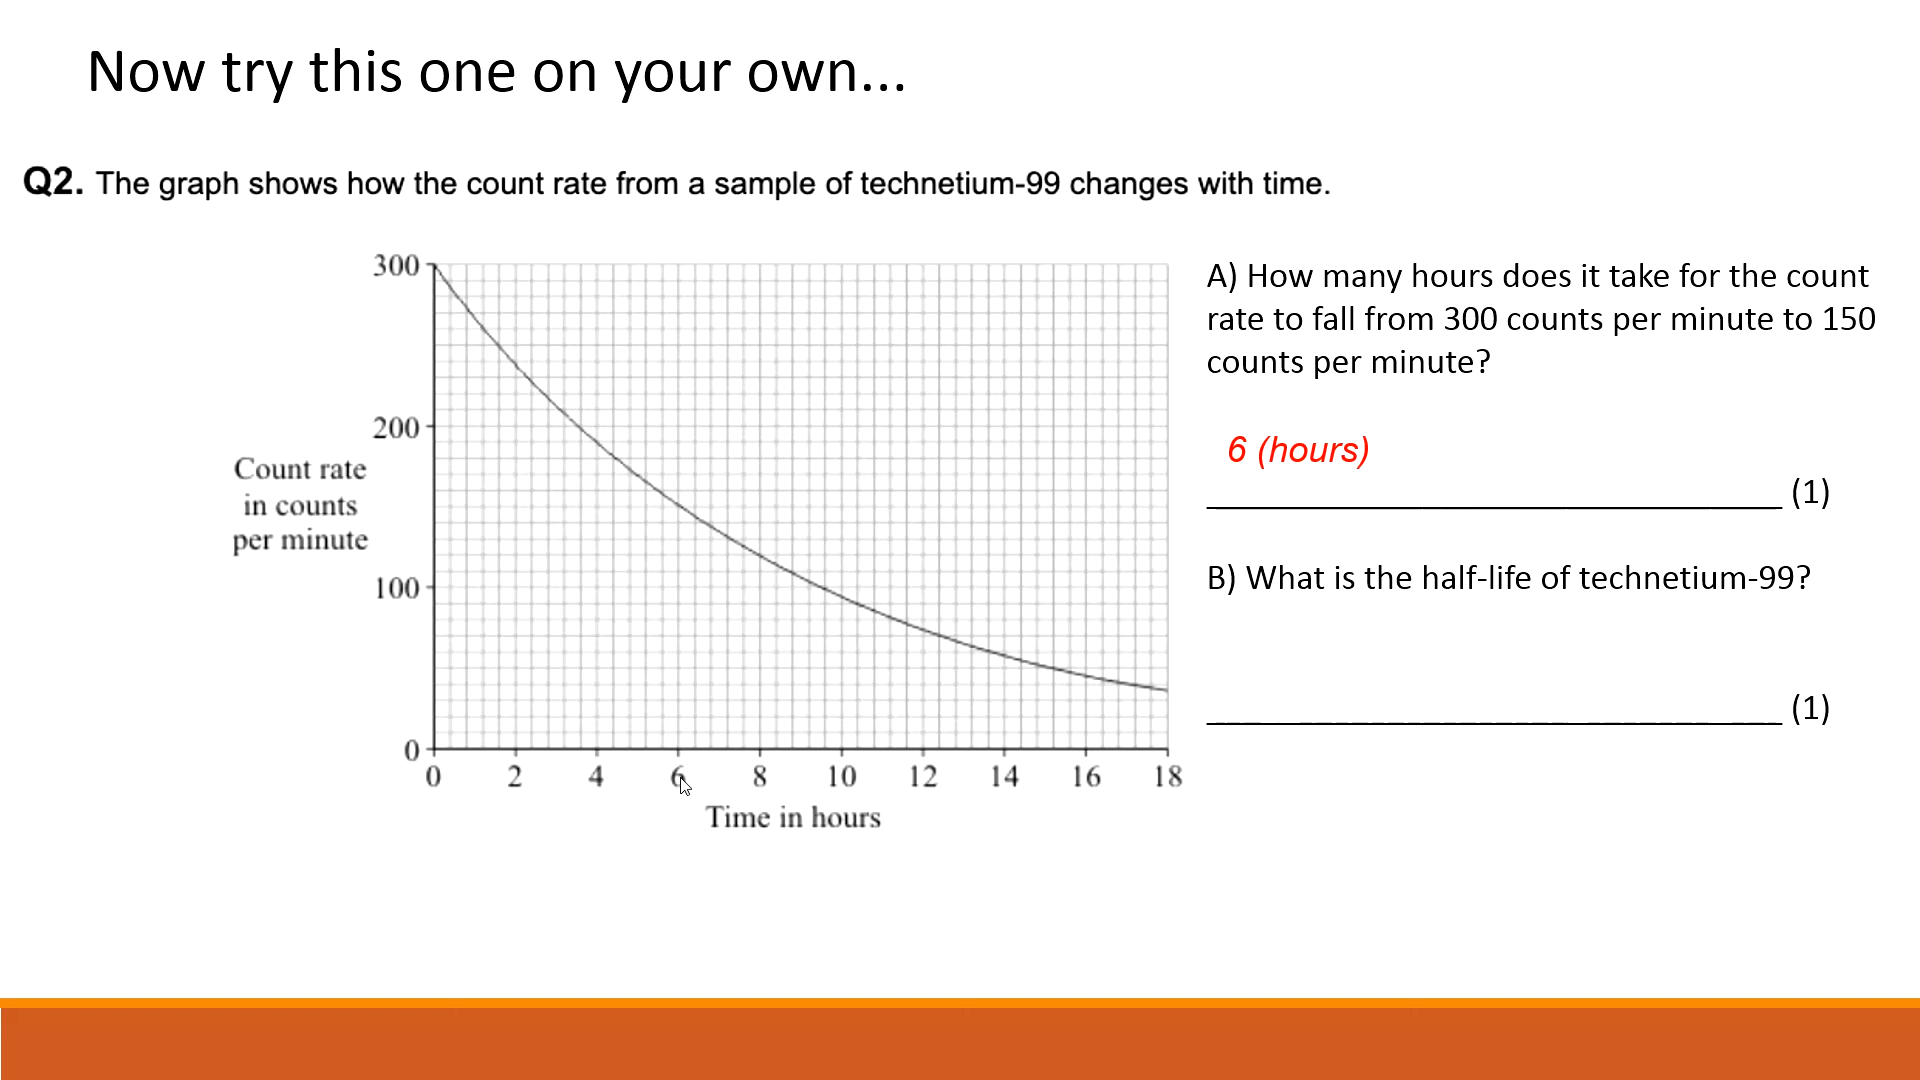 Now try this one on your own...
Q2. The graph shows how the count rate from a sample of technetium-99 changes with time.
300
200
100
0
Count rate
in counts
per minute
0 2 4 6 8 10 12 14 16 18
Time in hours
A) How many hours does it take for the count
rate to fall from 300 counts per minute to 150
counts per minute?
6 (hours)
(1)
B) What is the half-life of technetium-99?
(1)